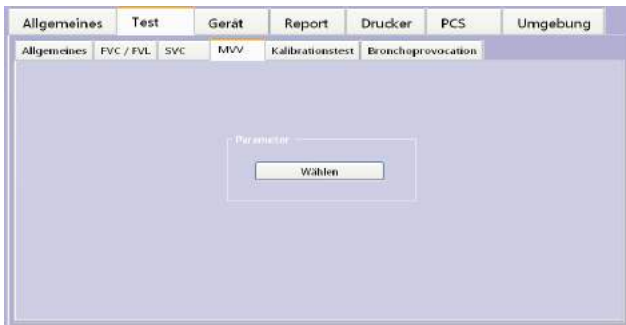 Allgemeines Test Gerät Report Drucker PCS Umgebung
Allgemeines FVC / FVL SVC MVV Kalibrationstest Bronchoprovocation
Parameter
Wählen